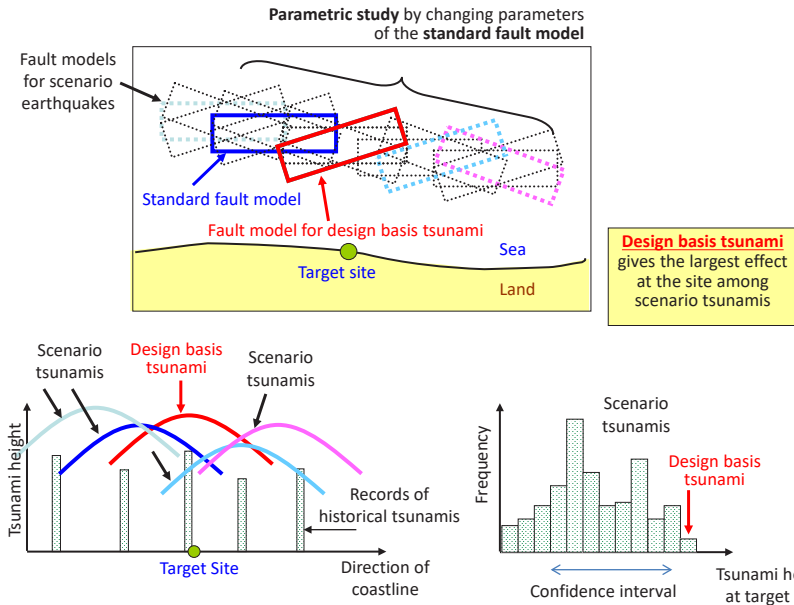 Parametric study by changing parameters
of the standard fault model
Fault models
for scenario
earthquakes
Standard fault model
Fault model for design basis tsunami
Sea
Target site
Land
Design basis tsunami
gives the largest effect
at the site among
scenario tsunamis
Scenario
tsunamis
Design basis
tsunami
Scenario
tsunamis
Tsunami height
Records of
historical tsunamis
Target Site
Direction of
coastline
Scenario
tsunamis
Frequency
Design basis
tsunami
Confidence interval
Tsunami he
at target